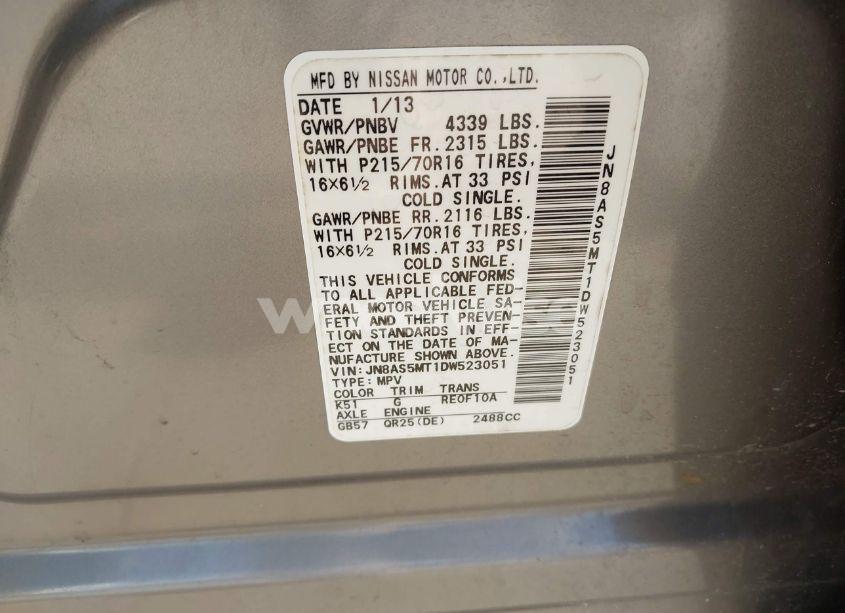 MFD BY NISSAN MOTOR CO.,LTD.
DATE 1/13
GVWR/PNBV 4339 LBS.
GAWR/PNBE FR. 2315 LBS.
WITH P215/70R16 TIRES,
16×6½ RIMS.AT 33 PSI
COLD SINGLE.
GAWR/PNBE RR. 2116 LBS.
WITH P215/70R16 TIRES,
16×6½ RIMS.AT 33 PSI
COLD SINGLE.
THIS VEHICLE CONFORMS
TO ALL APPLICABLE FED-
ERAL MOTOR VEHICLE SA-
FETY AND THEFT PREVEN-
TION STANDARDS IN EFF-
ECT ON THE DATE OF MA-
NUFACTURE SHOWN ABOVE.
VIN: JN8AS5MT1DW523051
TYPE: MPV
COLOR TRIM TRANS
K51 G RE0F10A
AXLE ENGINE
GB57 QR25(DE) 2488CC
JN8AS5MT1DW523051